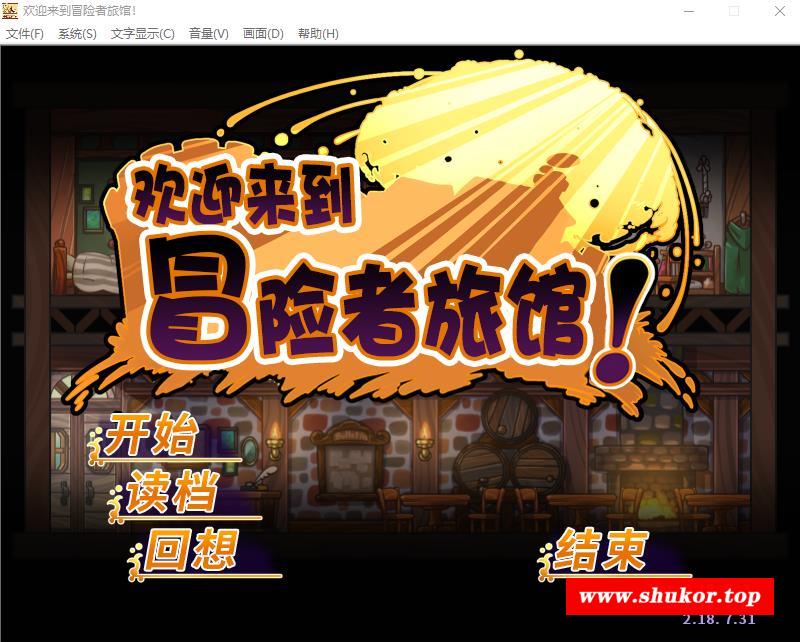 欢迎来到冒险者旅馆!
文件(F) 系统(S) 文字显示(C) 音量(V) 画面(D) 帮助(H)
欢迎来到
冒险者旅馆!
开始
读档
回想
结束
www.shukor.top
2.18.7.31